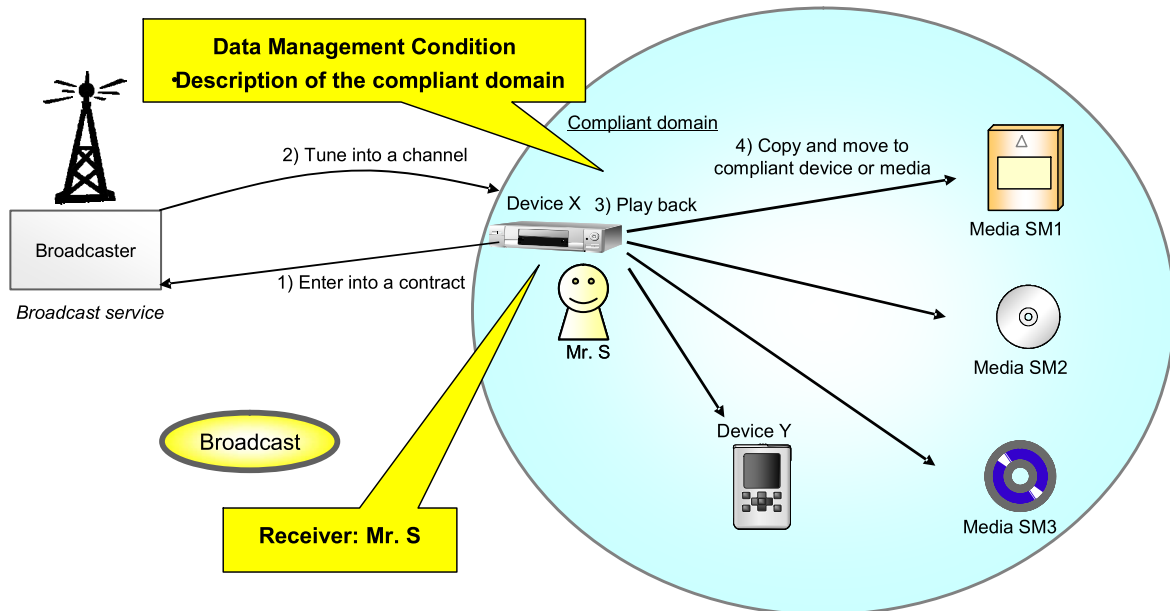 Data Management Condition
•Description of the compliant domain
Compliant domain
2) Tune into a channel
4) Copy and move to
compliant device or media
Device X
3) Play back
Media SM1
Broadcaster
1) Enter into a contract
Broadcast service
Mr. S
Media SM2
Broadcast
Device Y
Receiver: Mr. S
Media SM3